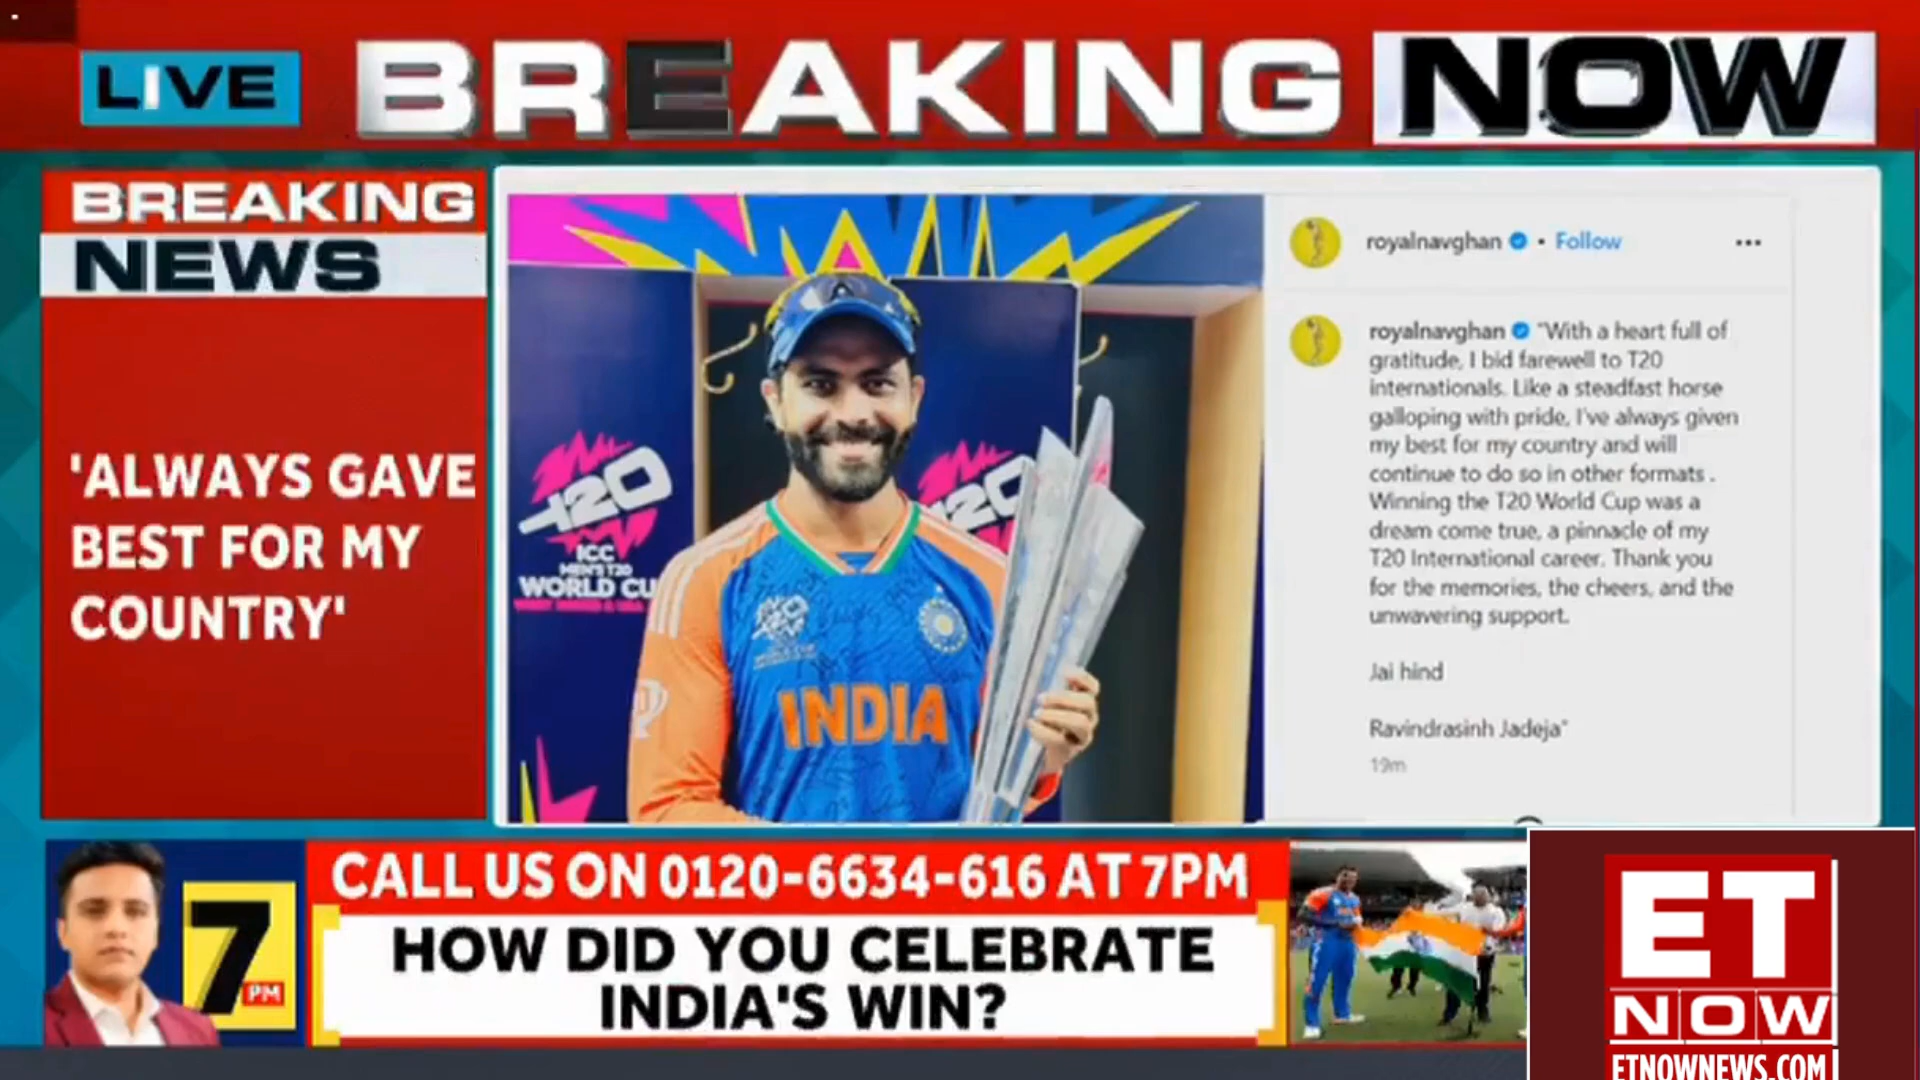 LIVE
BREAKING NOW
BREAKING
NEWS
'ALWAYS GAVE
BEST FOR MY
COUNTRY'
T20
ICC
MEN'S T20
WORLD CU
T20
INDIA
royalnavghan • Follow
royalnavghan "With a heart full of
gratitude, I bid farewell to T20
internationals. Like a steadfast horse
galloping with pride, I've always given
my best for my country and will
continue to do so in other formats .
Winning the T20 World Cup was a
dream come true, a pinnacle of my
T20 International career. Thank you
for the memories, the cheers, and the
unwavering support.
Jai hind
Ravindrasinh Jadeja"
19m
7
PM
CALL US ON 0120-6634-616 AT 7PM
HOW DID YOU CELEBRATE
INDIA'S WIN?
ET
NOW
ETNOWNEWS.COM